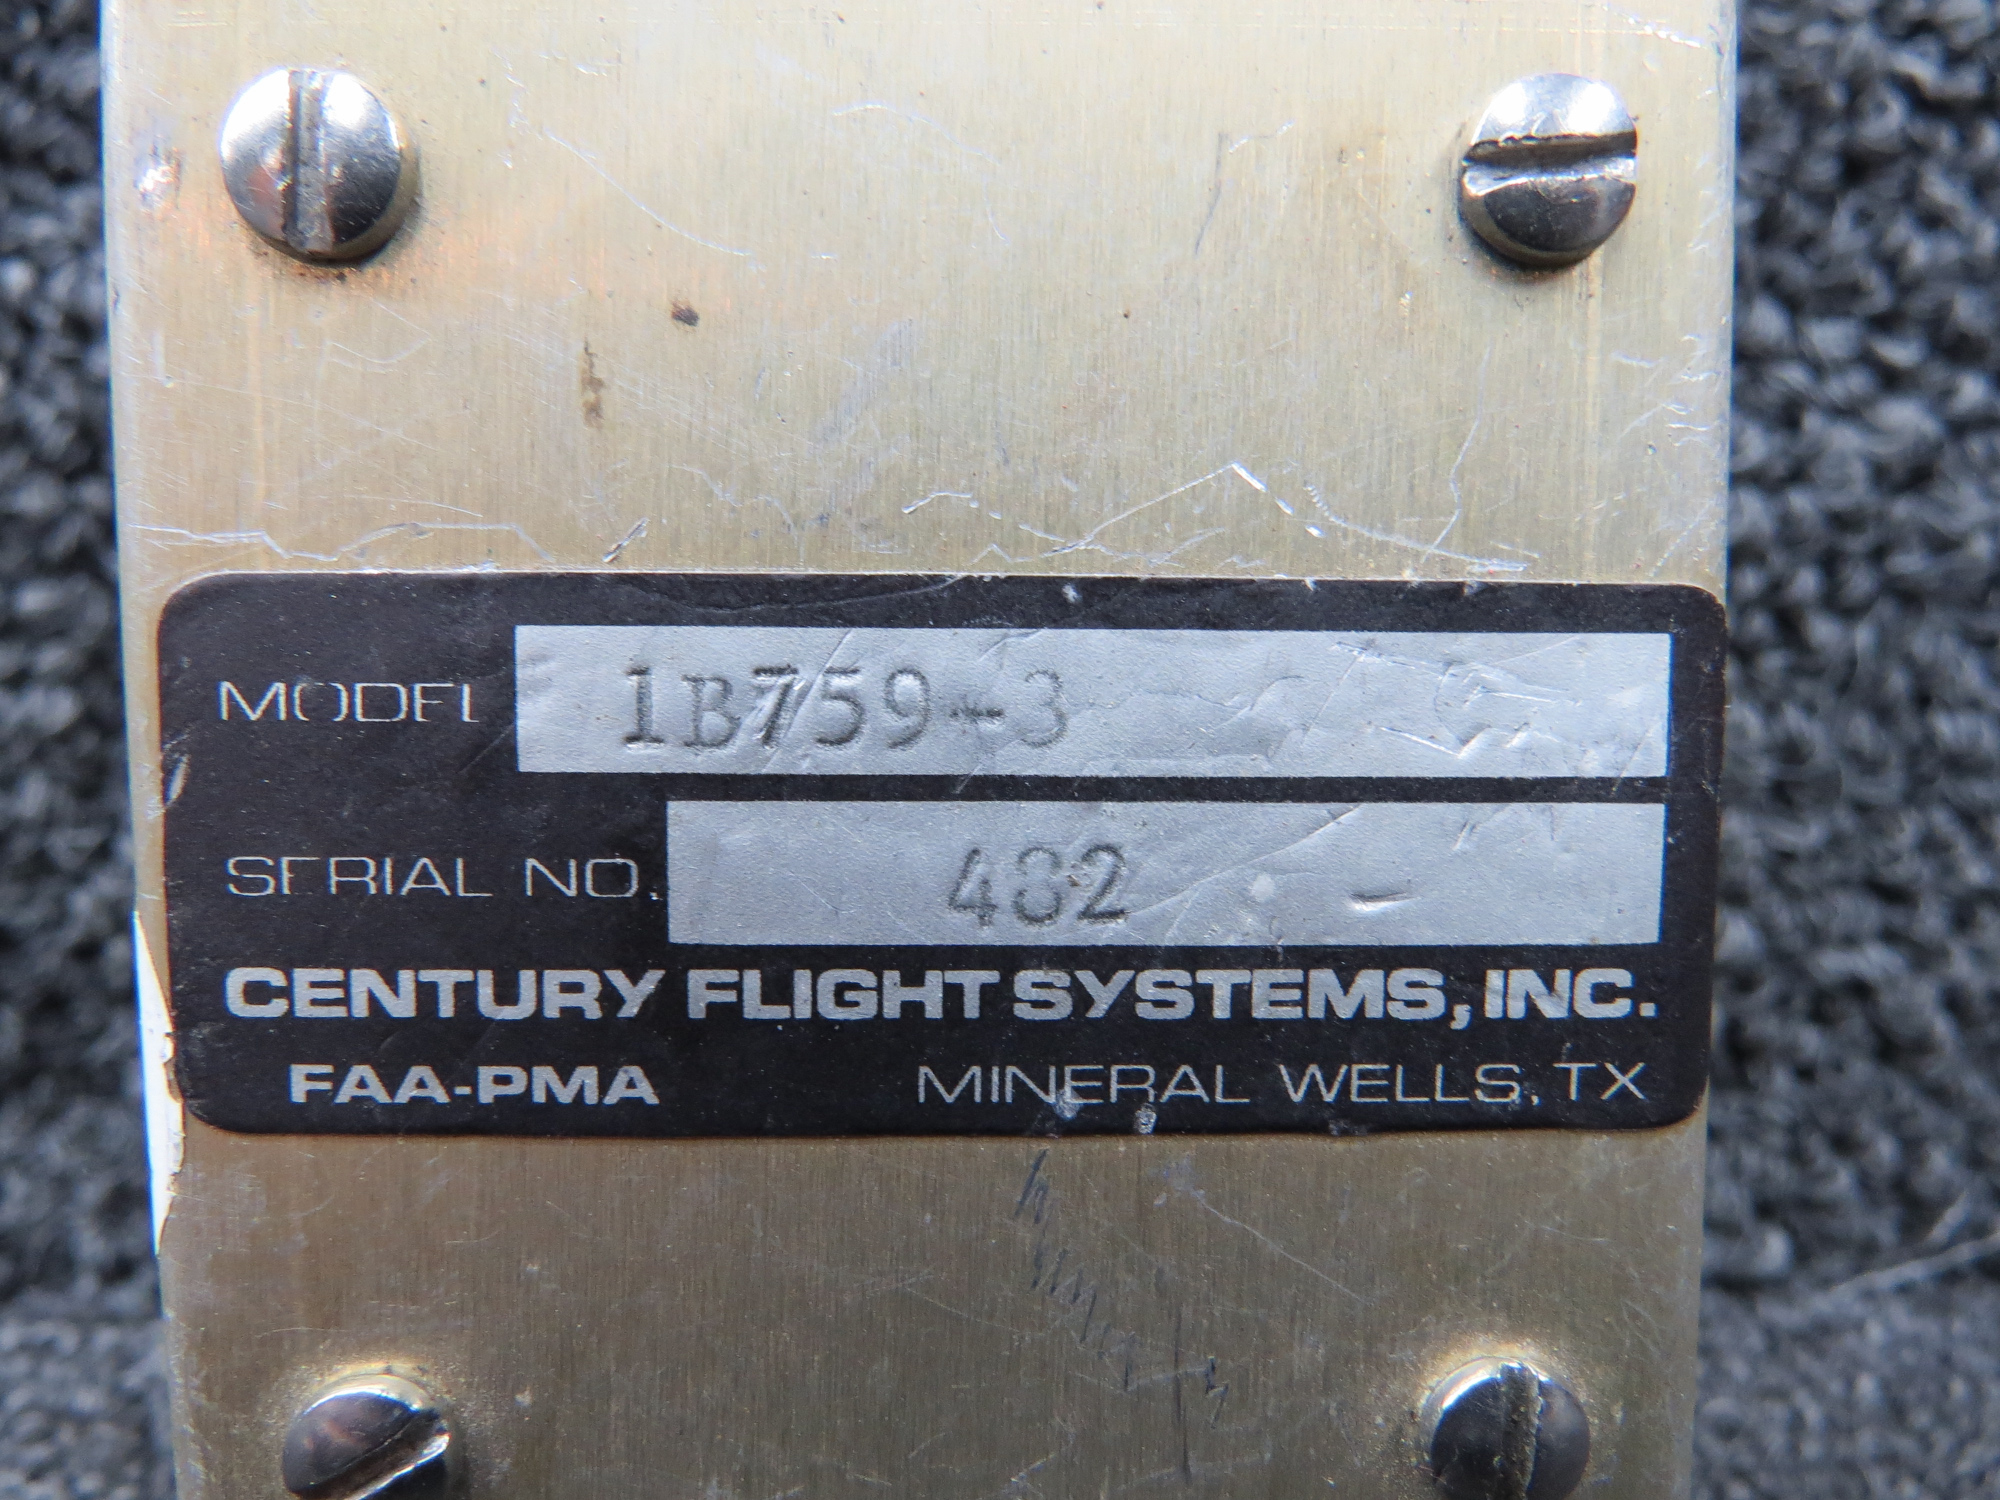 MODEL 1B759-3
SERIAL NO. 482
CENTURY FLIGHT SYSTEMS, INC.
FAA-PMA MINERAL WELLS, TX